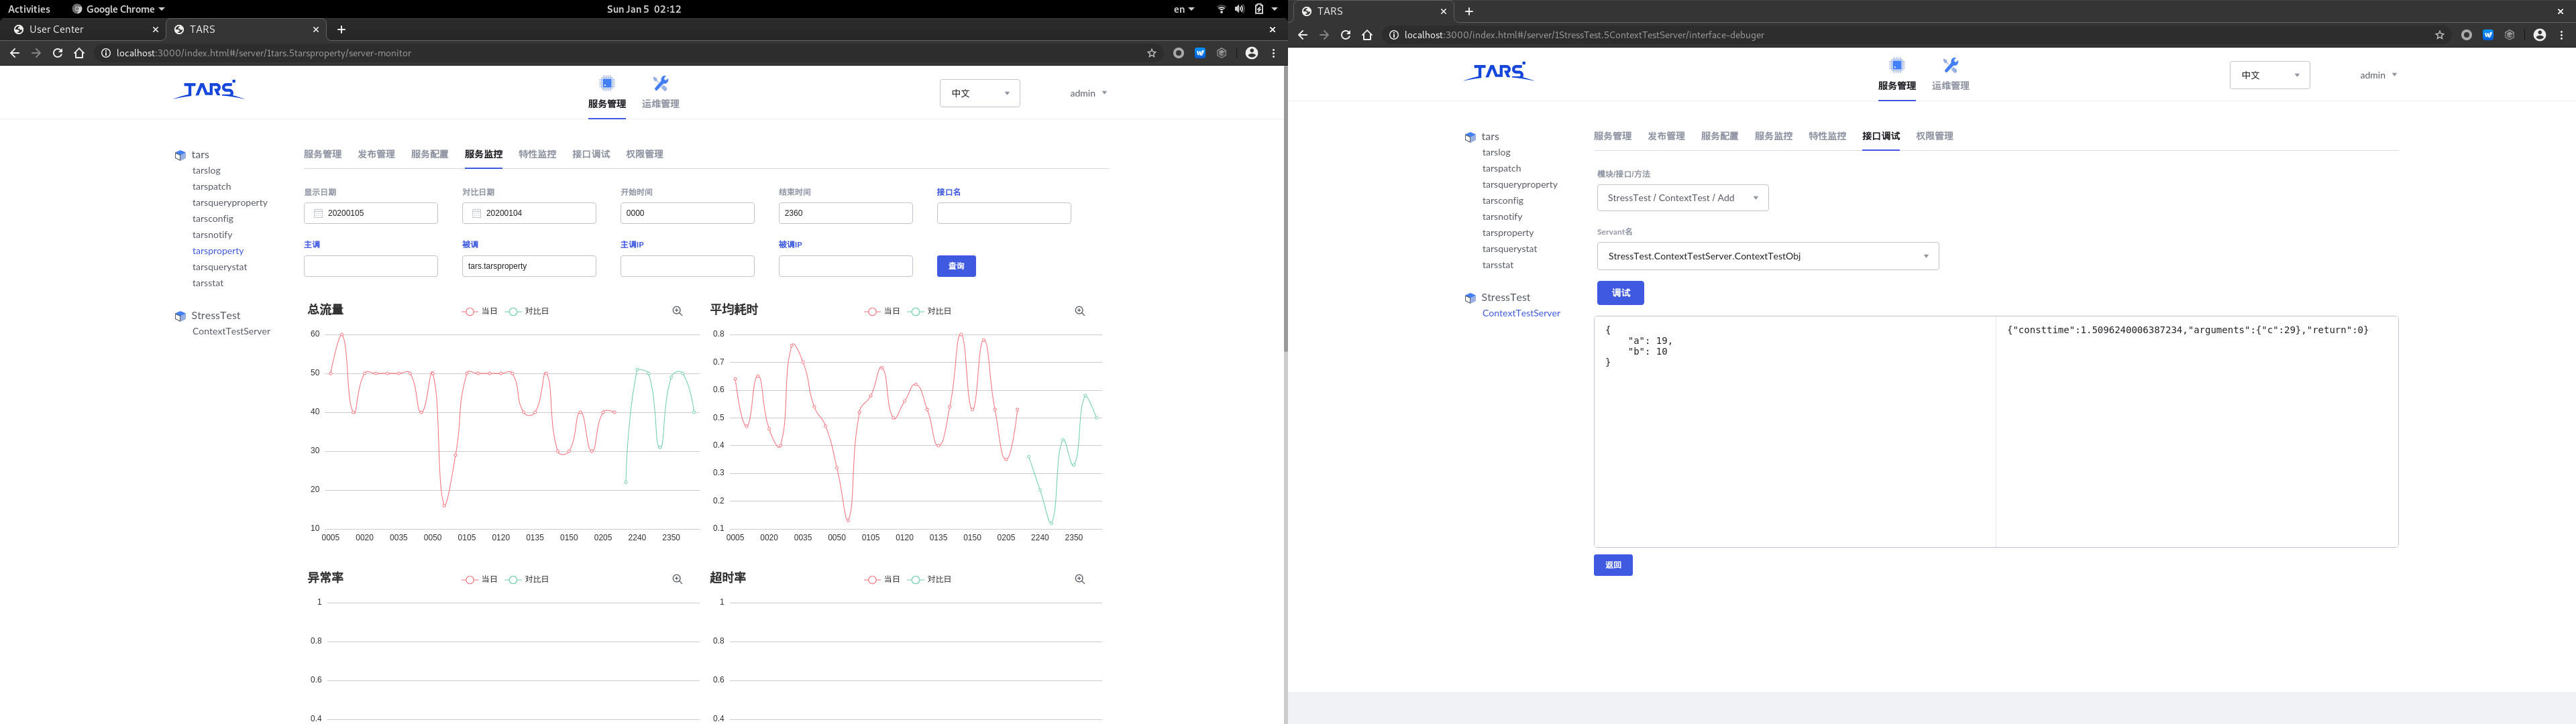 Activities Google Chrome Sun Jan 5 02:12 en
User Center TARS
localhost:3000/index.html#/server/1tars.5tarsproperty/server-monitor
TARS
服务管理 运维管理
中文 admin
tars
tarslog
tarspatch
tarsqueryproperty
tarsconfig
tarsnotify
tarsproperty
tarsquerystat
tarsstat
StressTest
ContextTestServer
服务管理 发布管理 服务配置 服务监控 特性监控 接口调试 权限管理
显示日期 对比日期 开始时间 结束时间 接口名
20200105 20200104 0000 2360
主调 被调 主调IP 被调IP
tars.tarsproperty 查询
总流量 当日 对比日
60
50
40
30
20
10
0005 0020 0035 0050 0105 0120 0135 0150 0205 2240 2350
平均耗时 当日 对比日
0.8
0.7
0.6
0.5
0.4
0.3
0.2
0.1
0005 0020 0035 0050 0105 0120 0135 0150 0205 2240 2350
异常率 当日 对比日
1
0.8
0.6
0.4
超时率 当日 对比日
1
0.8
0.6
0.4
TARS
localhost:3000/index.html#/server/1StressTest.5ContextTestServer/interface-debuger
TARS
服务管理 运维管理
中文 admin
tars
tarslog
tarspatch
tarsqueryproperty
tarsconfig
tarsnotify
tarsproperty
tarsquerystat
tarsstat
StressTest
ContextTestServer
服务管理 发布管理 服务配置 服务监控 特性监控 接口调试 权限管理
模块/接口/方法
StressTest / ContextTest / Add
Servant名
StressTest.ContextTestServer.ContextTestObj
调试
{
"a": 19,
"b": 10
}
{"consttime":1.5096240006387234,"arguments":{"c":29},"return":0}
返回